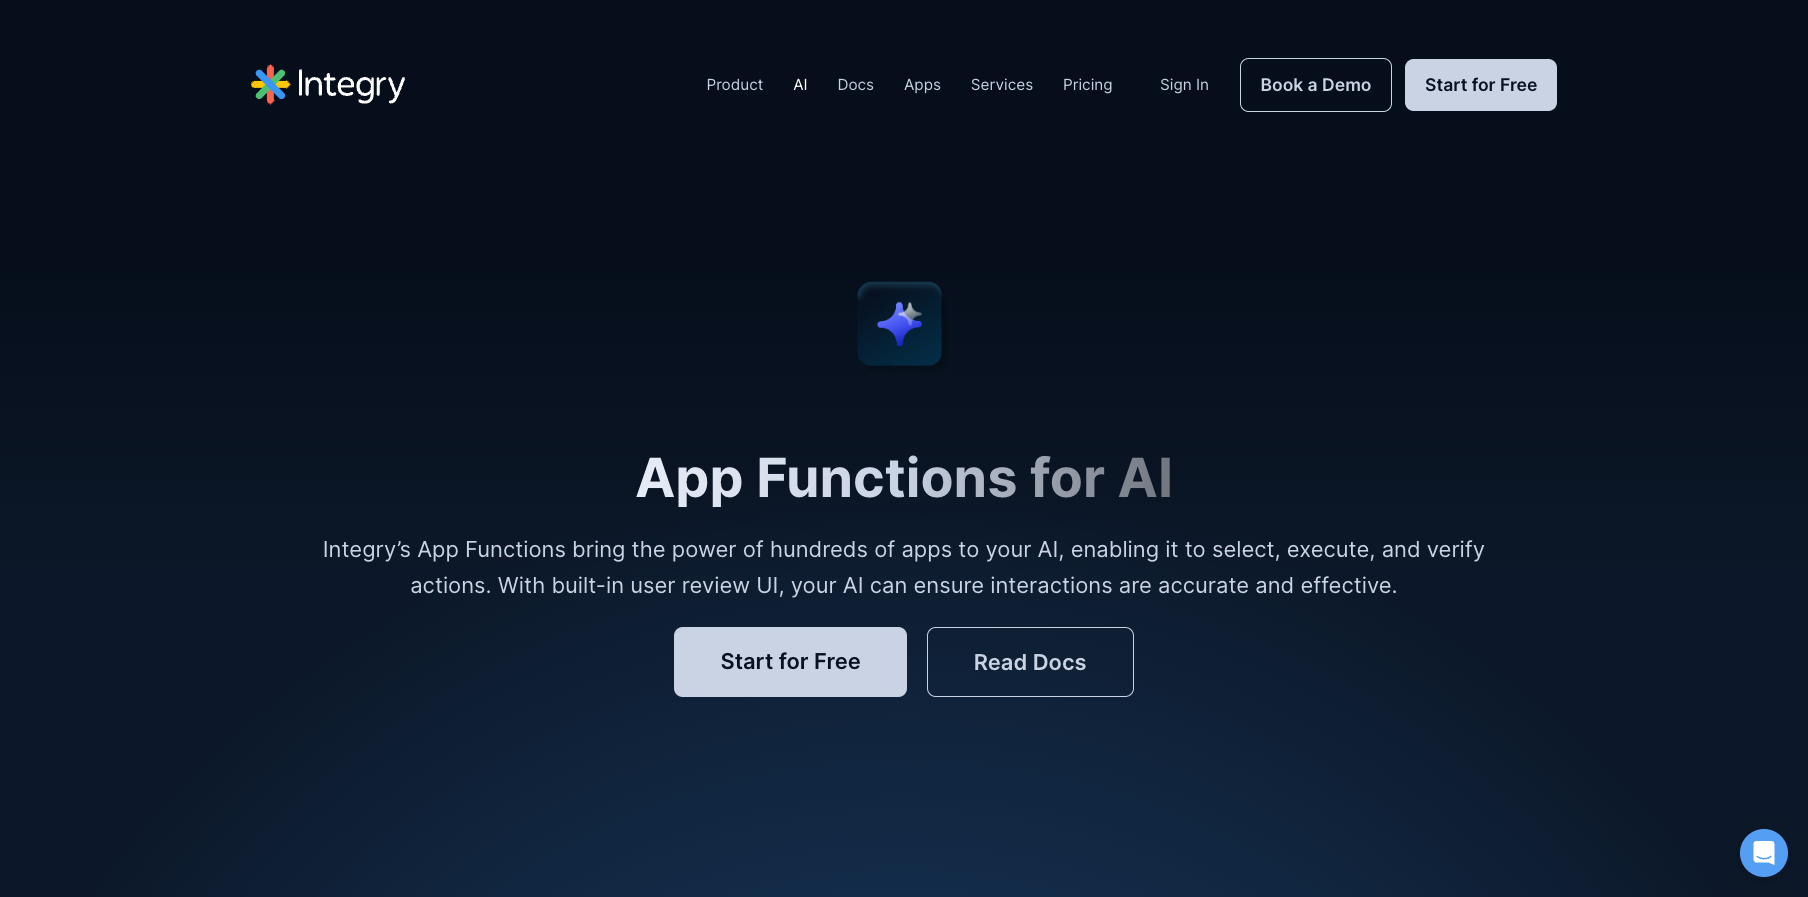 Integry
Product AI Docs Apps Services Pricing Sign In Book a Demo Start for Free
App Functions for AI
Integry’s App Functions bring the power of hundreds of apps to your AI, enabling it to select, execute, and verify
actions. With built-in user review UI, your AI can ensure interactions are accurate and effective.
Start for Free Read Docs